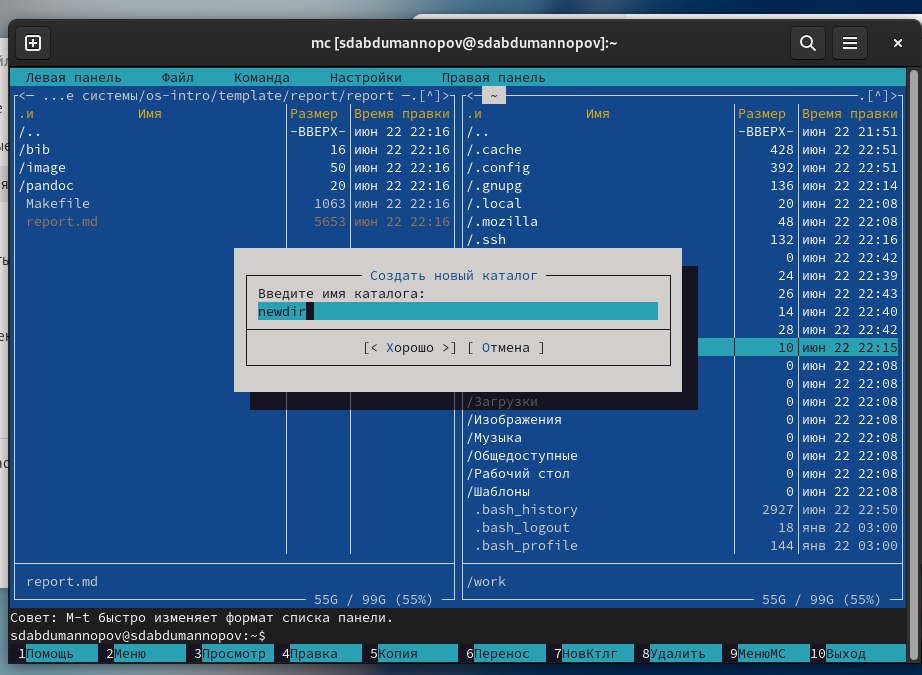 mc [sdabdumannopov@sdabdumannopov]:~
Левая панель Файл Команда Настройки Правая панель
<— ...е системы/os-intro/template/report/report —.[^]> <— ~ .[^]>
.и Имя Размер Время правки .и Имя Размер Время правки
/.. -ВВЕРХ- июн 22 22:16 /.. -ВВЕРХ- июн 22 21:51
/bib 16 июн 22 22:16 /.cache 428 июн 22 22:51
/image 50 июн 22 22:16 /.config 392 июн 22 22:51
/pandoc 20 июн 22 22:16 /.gnupg 136 июн 22 22:14
Makefile 1063 июн 22 22:16 /.local 20 июн 22 22:08
report.md 5653 июн 22 22:16 /.mozilla 48 июн 22 22:08
/.ssh 132 июн 22 22:16
0 июн 22 22:42
Создать новый каталог 24 июн 22 22:39
Введите имя каталога: 26 июн 22 22:43
newdir 14 июн 22 22:40
28 июн 22 22:42
[< Хорошо >] [ Отмена ] 10 июн 22 22:15
0 июн 22 22:08
0 июн 22 22:08
/Загрузки 0 июн 22 22:08
/Изображения 0 июн 22 22:08
/Музыка 0 июн 22 22:08
/Общедоступные 0 июн 22 22:08
/Рабочий стол 0 июн 22 22:08
/Шаблоны 0 июн 22 22:08
.bash_history 2927 июн 22 22:50
.bash_logout 18 янв 22 03:00
.bash_profile 144 янв 22 03:00
report.md /work
55G / 99G (55%) 55G / 99G (55%)
Совет: M-t быстро изменяет формат списка панели.
sdabdumannopov@sdabdumannopov:~$
1Помощь 2Меню 3Просмотр 4Правка 5Копия 6Перенос 7НовКтлг 8Удалить 9МенюMC 10Выход